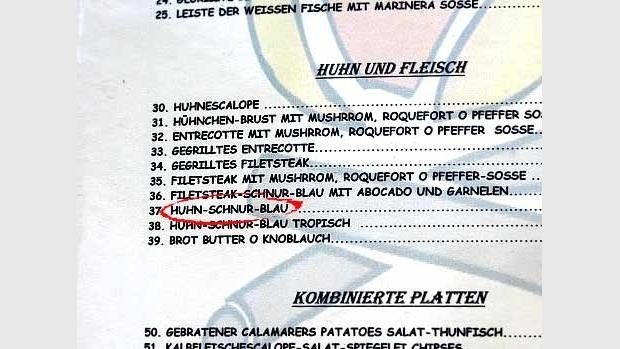 25. LEISTE DER WEISSEN FISCHE MIT MARINERA SOSSE
HUHN UND FLEISCH
30. HUHNESCALOPE
31. HÜHNCHEN-BRUST MIT MUSHRROM, ROQUEFORT O PFEFFER
32. ENTRECOTTE MIT MUSHRROM, ROQUEFORT O PFEFFER SOSSE...
33. GEGRILLTES ENTRECOTTE
34. GEGRILLTES FILETSTEAK
35. FILETSTEAK MIT MUSHRROM, ROQUEFORT O PFEFFER-SOSSE ..
36. FILETSTEAK-SCHNUR-BLAU MIT ABOCADO UND GARNELEN
37. HUHN-SCHNUR-BLAU
38. HUHN-SCHNUR-BLAU TROPISCH
39. BROT BUTTER O KNOBLAUCH
KOMBINIERTE PLATTEN
50. GEBRATENER CALAMARERS PATATOES SALAT-THUNFISCH
51.